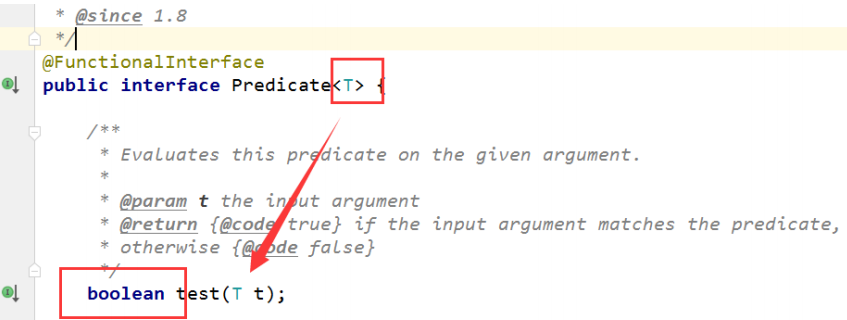 * @since 1.8
*/
@FunctionalInterface
public interface Predicate<T> {
/**
* Evaluates this predicate on the given argument.
*
* @param t the input argument
* @return {@code true} if the input argument matches the predicate,
* otherwise {@code false}
*/
boolean test(T t);